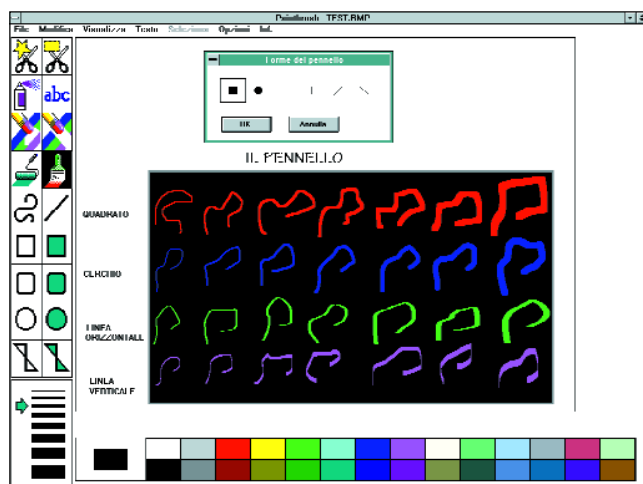 Paintbrush TEST.BMP
File Modifica Visualizza Testo Selezione Opzioni
Forme del pennello
abc
OK Annulla
IL PENNELLO
QUADRATO
CERCHIO
LINEA
ORIZZONTALE
LINEA
VERTICALE